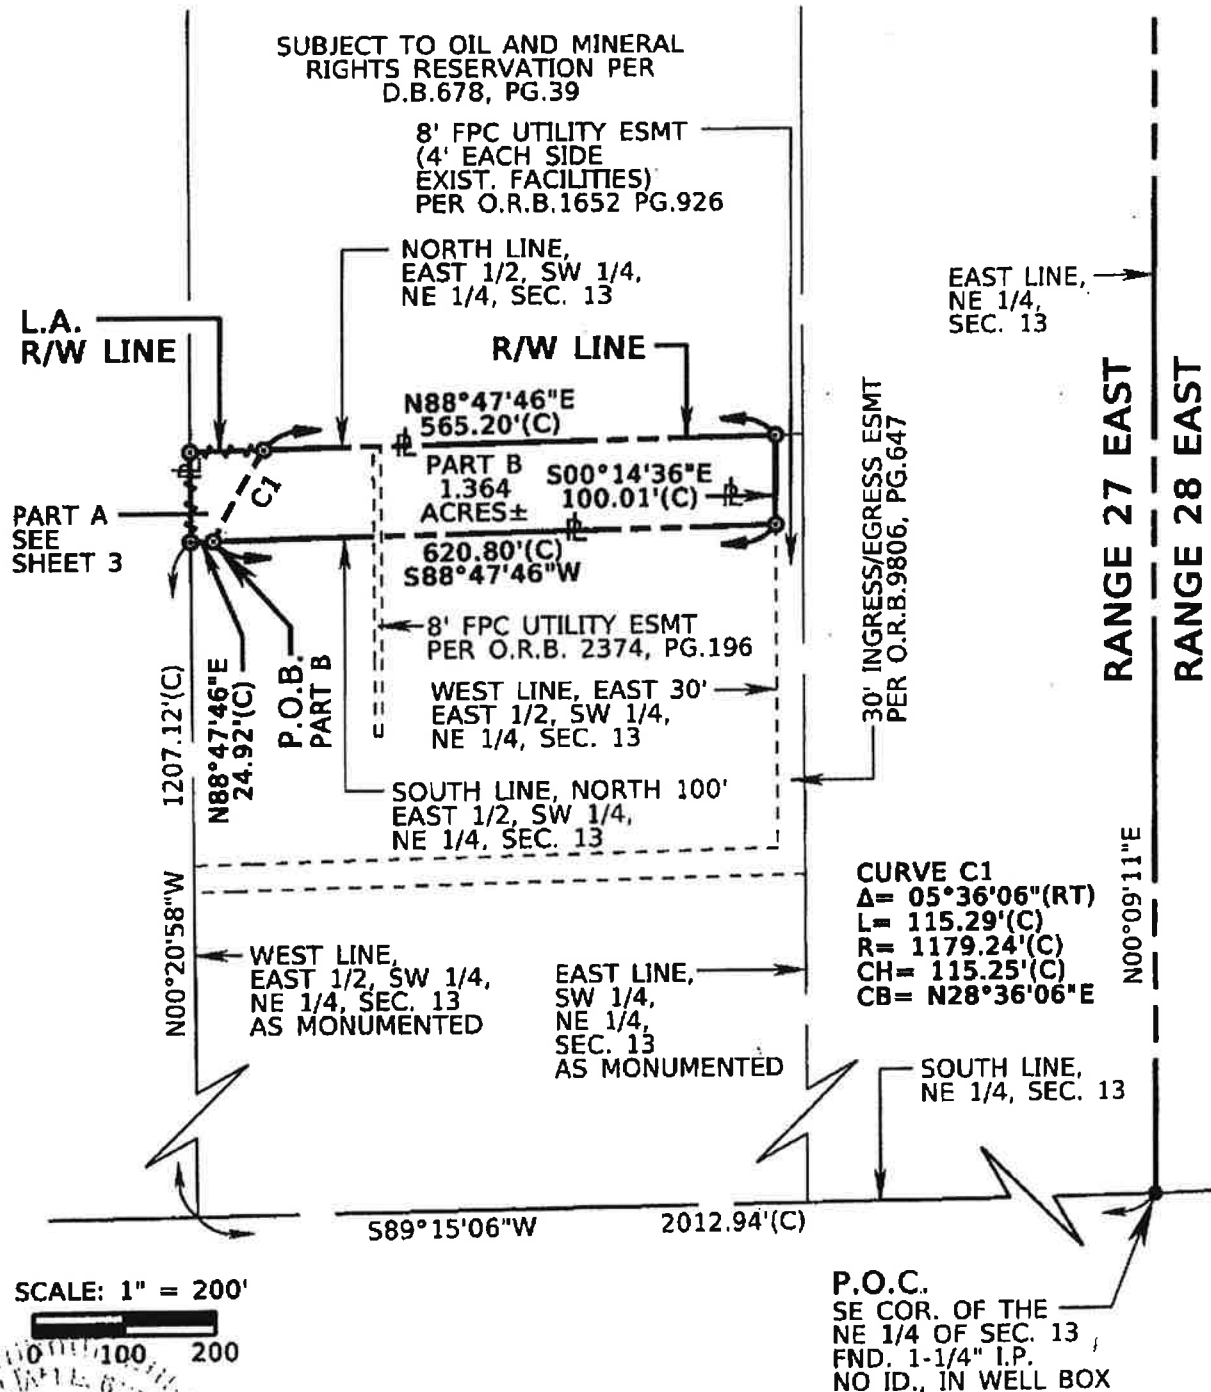 SUBJECT TO OIL AND MINERAL
RIGHTS RESERVATION PER
D.B.678, PG.39
8' FPC UTILITY ESMT
(4' EACH SIDE
EXIST. FACILITIES)
PER O.R.B.1652 PG.926
NORTH LINE,
EAST 1/2, SW 1/4,
NE 1/4, SEC. 13
EAST LINE,
NE 1/4,
SEC. 13
L.A.
R/W LINE
R/W LINE
N88°47'46"E
565.20'(C)
PART B
1.364
ACRES±
S00°14'36"E
100.01'(C)
C1
PART A
SEE
SHEET 3
620.80'(C)
S88°47'46"W
30' INGRESS/EGRESS ESMT
PER O.R.B.9806, PG.647
RANGE 27 EAST
RANGE 28 EAST
8' FPC UTILITY ESMT
PER O.R.B. 2374, PG.196
1207.12'(C)
N88°47'46"E
24.92'(C)
P.O.B.
PART B
WEST LINE, EAST 30'
EAST 1/2, SW 1/4,
NE 1/4, SEC. 13
SOUTH LINE, NORTH 100'
EAST 1/2, SW 1/4,
NE 1/4, SEC. 13
CURVE C1
Δ= 05°36'06"(RT)
L= 115.29'(C)
R= 1179.24'(C)
CH= 115.25'(C)
CB= N28°36'06"E
N00°09'11"E
N00°20'58"W
WEST LINE,
EAST 1/2, SW 1/4,
NE 1/4, SEC. 13
AS MONUMENTED
EAST LINE,
SW 1/4,
NE 1/4,
SEC. 13
AS MONUMENTED
SOUTH LINE,
NE 1/4, SEC. 13
S89°15'06"W
2012.94'(C)
SCALE: 1" = 200'
0 100 200
P.O.C.
SE COR. OF THE
NE 1/4 OF SEC. 13
FND. 1-1/4" I.P.
NO ID., IN WELL BOX